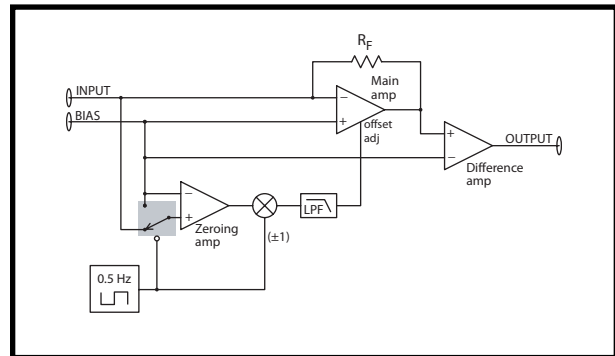 R_F
INPUT
Main
amp
−
+
BIAS
offset
adj
+
−
OUTPUT
Difference
amp
−
+
Zeroing
amp
LPF
(±1)
0.5 Hz